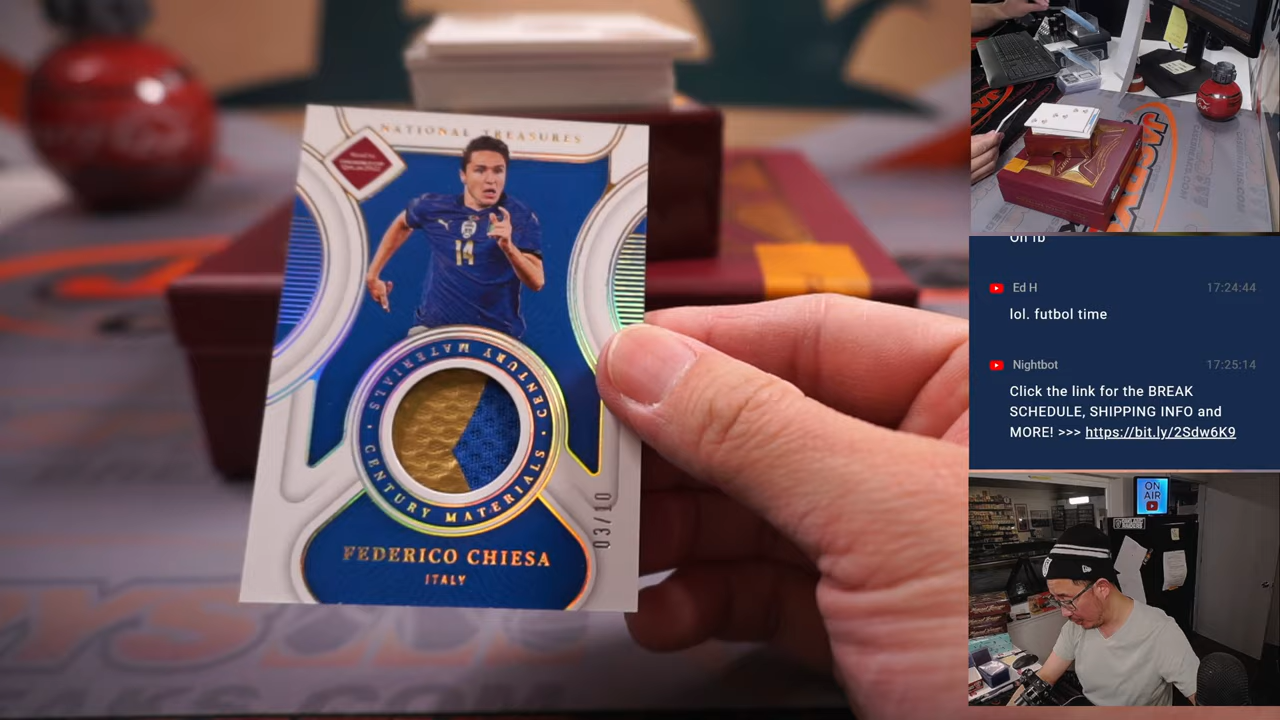 NATIONAL TREASURES
14
CENTURY MATERIALS · CENTURY MATERIALS ·
03/10
FEDERICO CHIESA
ITALY
On fb
Ed H
17:24:44
lol. futbol time
Nightbot
17:25:14
Click the link for the BREAK
SCHEDULE, SHIPPING INFO and
MORE! >>> https://bit.ly/2Sdw6K9
ON
AIR